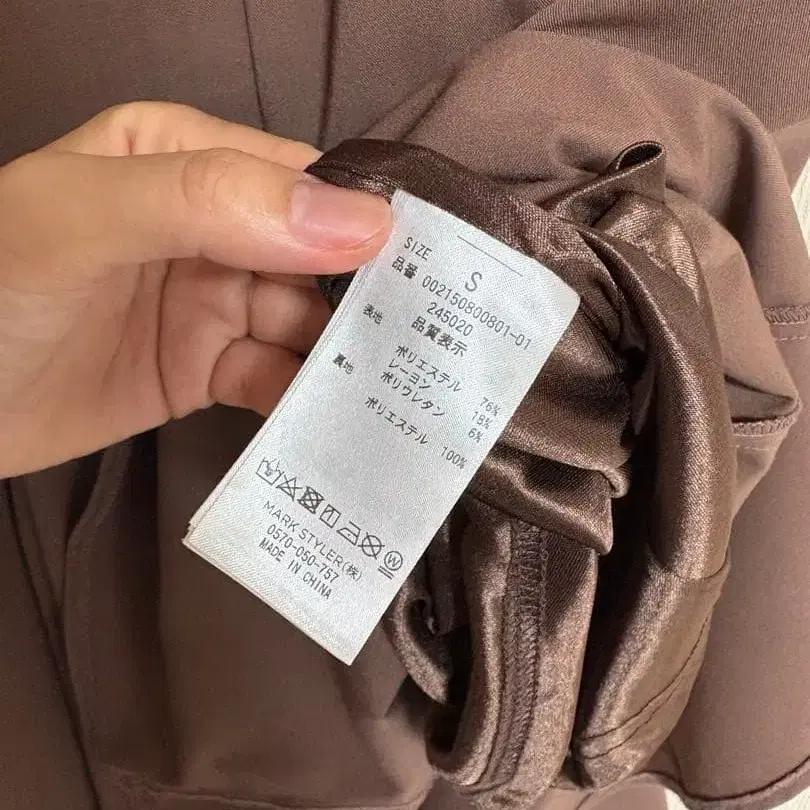 SIZE
S
品番 002150800801-01
245020
品質表示
表地
ポリエステル 76%
レーヨン 18%
ポリウレタン 6%
裏地
ポリエステル 100%
W
MARK STYLER(株)
0570-050-757
MADE IN CHINA